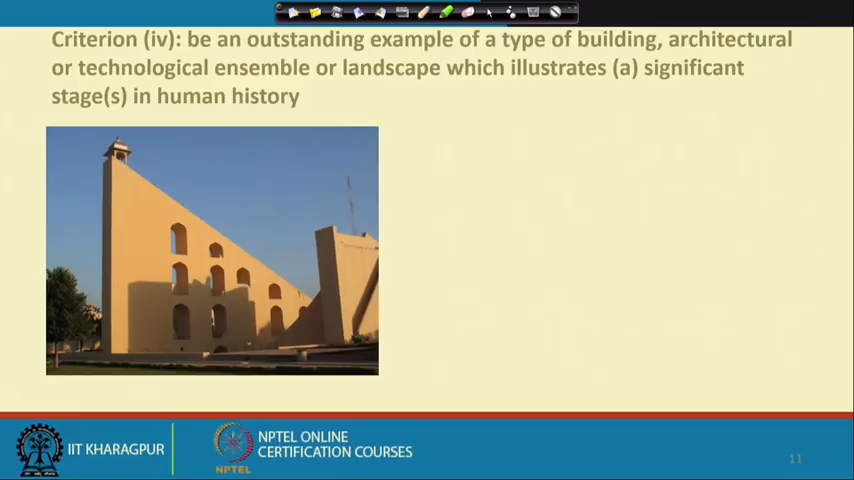 Criterion (iv): be an outstanding example of a type of building, architectural
or technological ensemble or landscape which illustrates (a) significant
stage(s) in human history
IIT KHARAGPUR
NPTEL
NPTEL ONLINE
CERTIFICATION COURSES
11